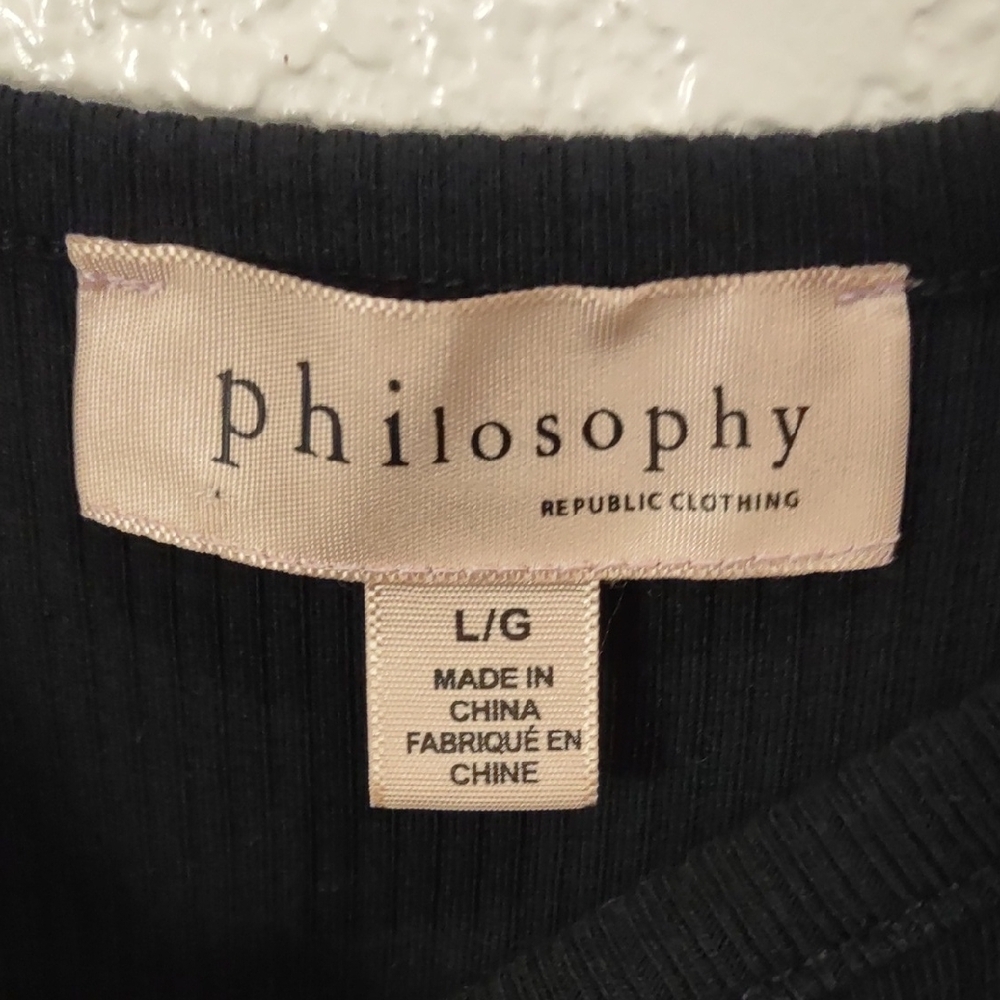 philosophy
REPUBLIC CLOTHING
L/G
MADE IN
CHINA
FABRIQUÉ EN
CHINE